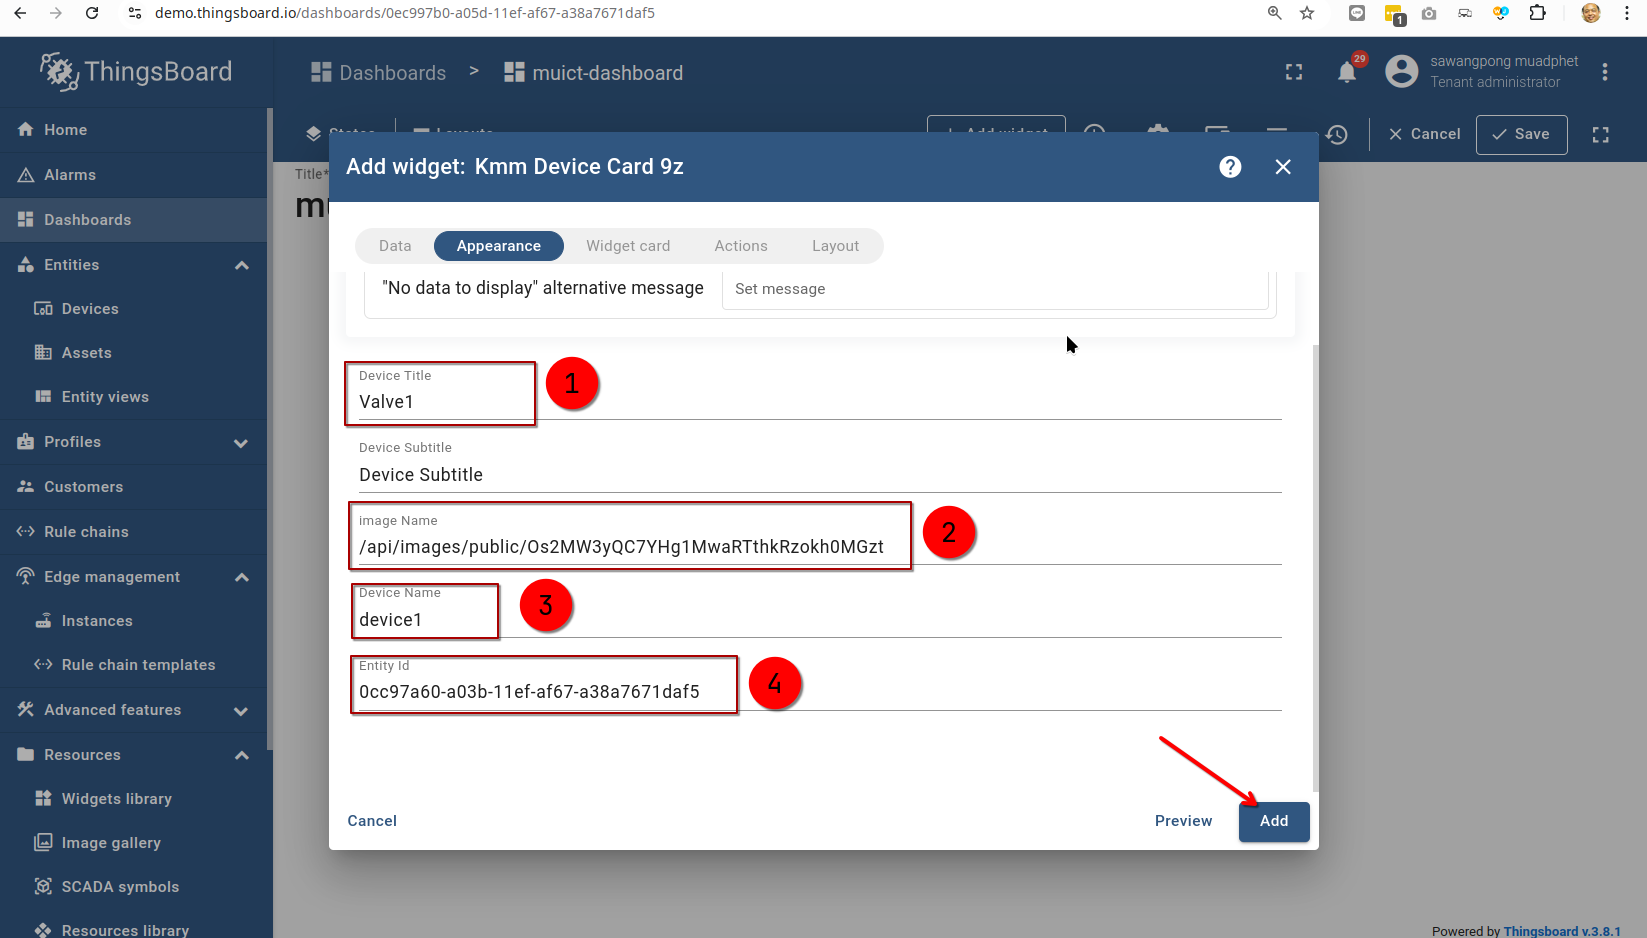 demo.thingsboard.io/dashboards/0ec997b0-a05d-11ef-af67-a38a7671daf5
1
ThingsBoard
Dashboards > muict-dashboard
29
sawangpong muadphet
Tenant administrator
Cancel
Save
Home
Alarms
Dashboards
Entities
Devices
Assets
Entity views
Profiles
Customers
Rule chains
Edge management
Instances
Rule chain templates
Advanced features
Resources
Widgets library
Image gallery
SCADA symbols
Resources library
Title*
Add widget: Kmm Device Card 9z
Data
Appearance
Widget card
Actions
Layout
"No data to display" alternative message
Set message
Device Title
Valve1
1
Device Subtitle
Device Subtitle
image Name
/api/images/public/Os2MW3yQC7YHg1MwaRTthkRzokh0MGzt
2
Device Name
device1
3
Entity Id
0cc97a60-a03b-11ef-af67-a38a7671daf5
4
Cancel
Preview
Add
Powered by Thingsboard v.3.8.1